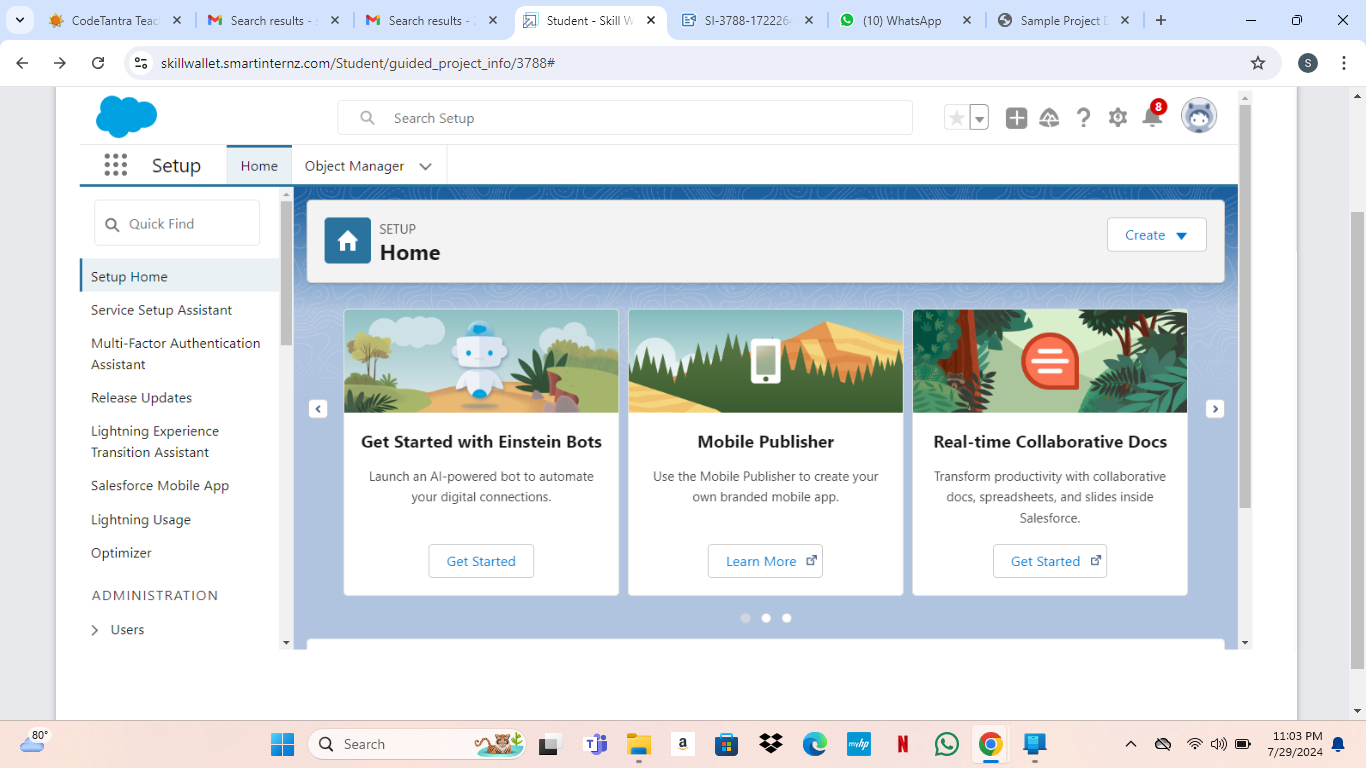 CodeTantra Teac
Search results - s
Search results - 2
Student - Skill W
SI-3788-172226
(10) WhatsApp
Sample Project D
skillwallet.smartinternz.com/Student/guided_project_info/3788#
S
Search Setup
8
Setup
Home
Object Manager
Quick Find
SETUP
Home
Create
Setup Home
Service Setup Assistant
Multi-Factor Authentication
Assistant
Release Updates
Lightning Experience
Transition Assistant
Salesforce Mobile App
Lightning Usage
Optimizer
ADMINISTRATION
Users
Get Started with Einstein Bots
Launch an AI-powered bot to automate
your digital connections.
Get Started
Mobile Publisher
Use the Mobile Publisher to create your
own branded mobile app.
Learn More
Real-time Collaborative Docs
Transform productivity with collaborative
docs, spreadsheets, and slides inside
Salesforce.
Get Started
80°
Search
a
myhp
N
11:03 PM
7/29/2024